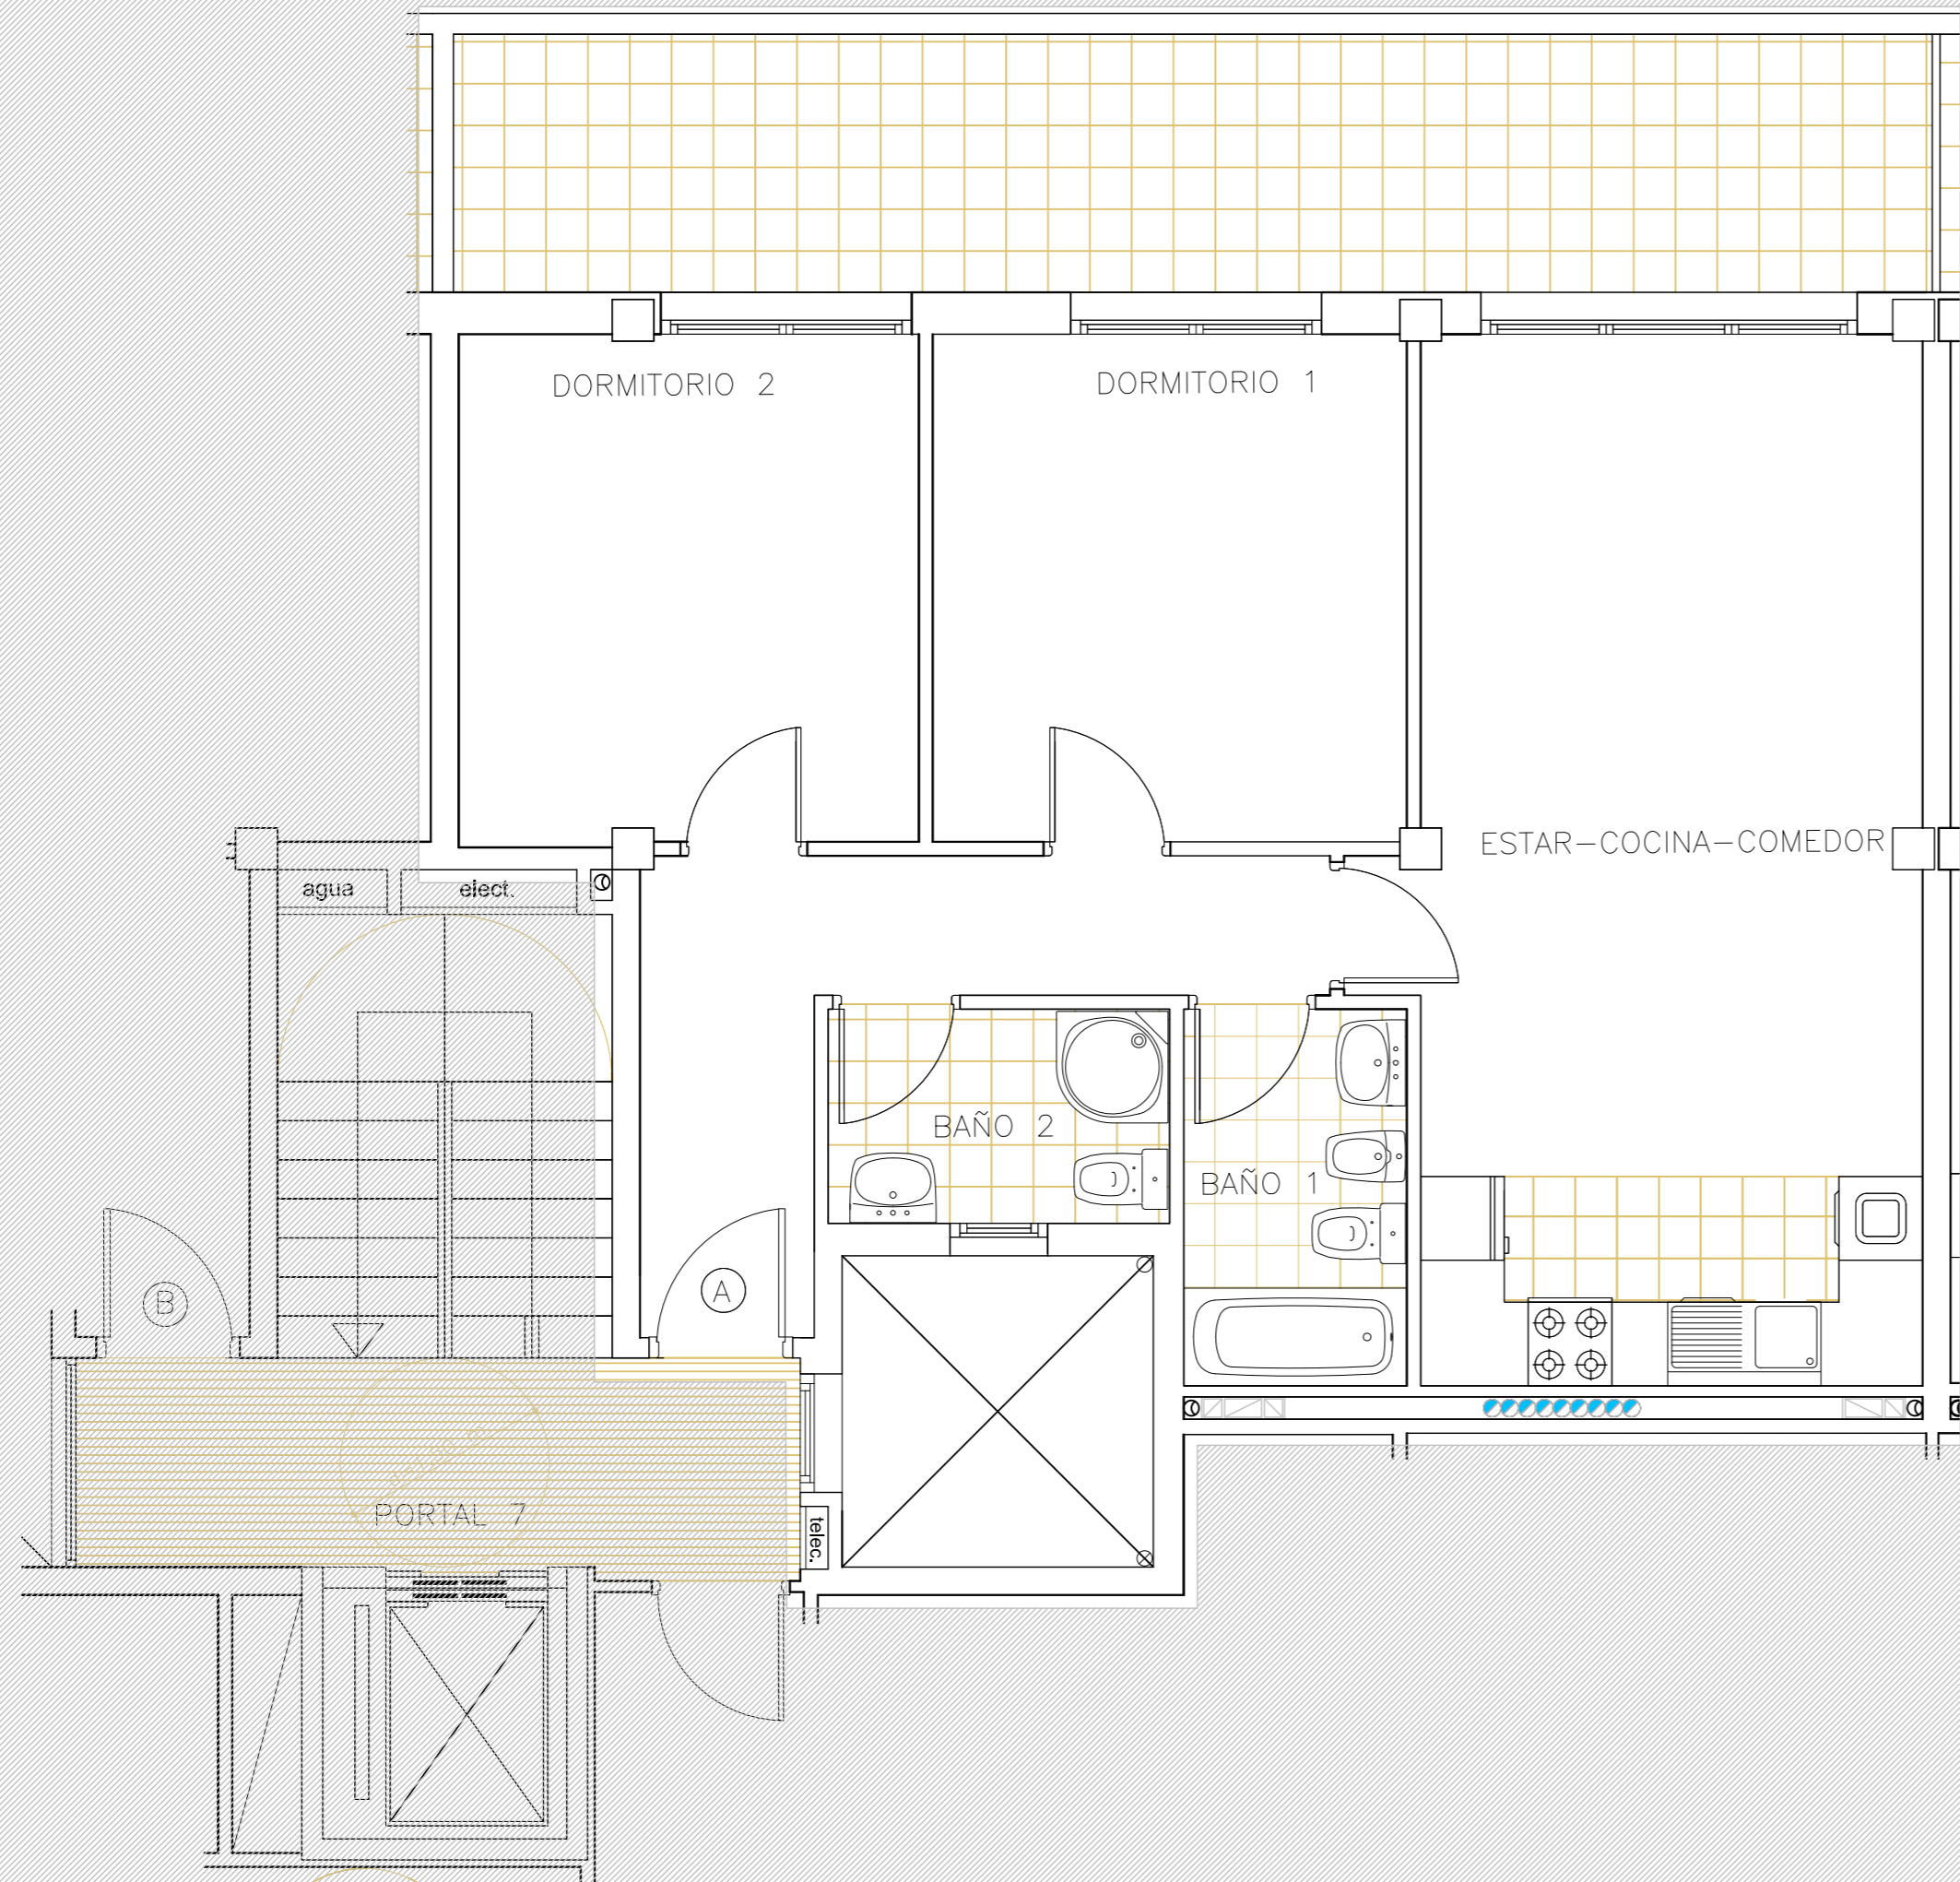 DORMITORIO 2
DORMITORIO 1
ESTAR-COCINA-COMEDOR
agua
elect.
BAÑO 2
BAÑO 1
A
B
PORTAL 7
telec.